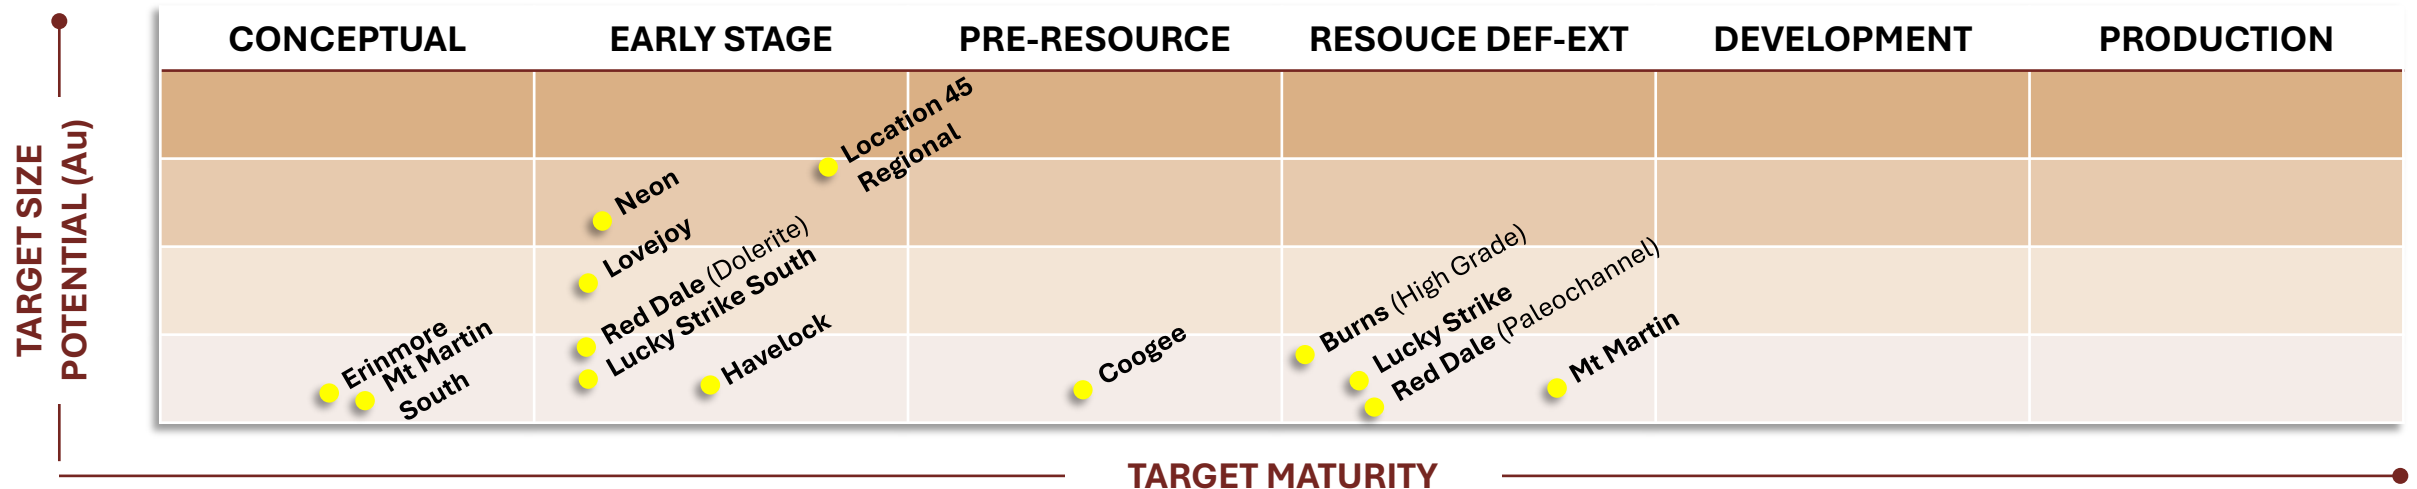 CONCEPTUAL
EARLY STAGE
PRE-RESOURCE
RESOUCE DEF-EXT
DEVELOPMENT
PRODUCTION
TARGET SIZE
POTENTIAL (Au)
Location 45
Regional
Neon
Lovejoy
Red Dale (Dolerite)
Lucky Strike South
Havelock
Erinmore
Mt Martin
South
Coogee
Burns (High Grade)
Lucky Strike
Red Dale (Paleochannel)
Mt Martin
TARGET MATURITY